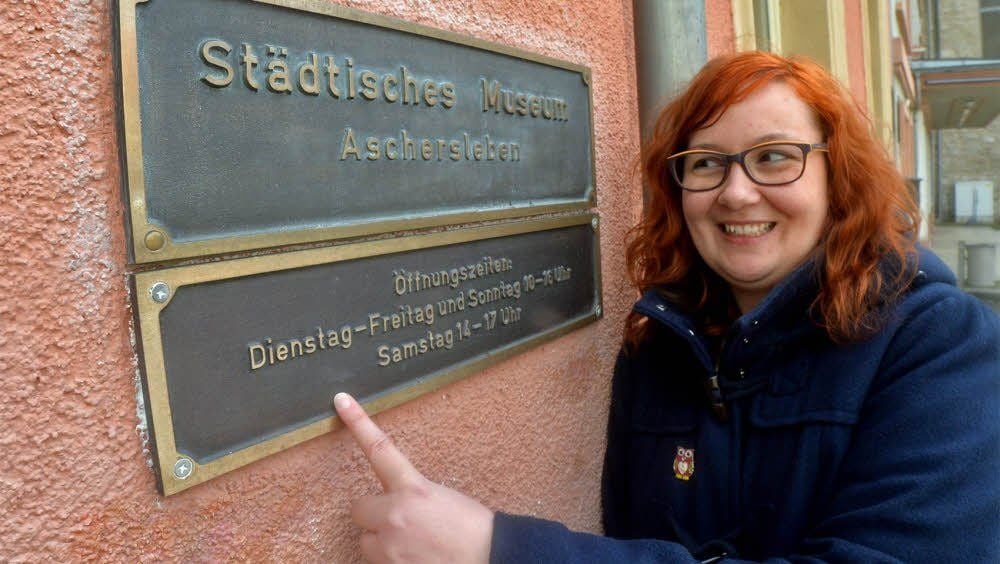 Städtisches Museum
Aschersleben
Öffnungszeiten:
Dienstag-Freitag und Sonntag 10-16 Uhr
Samstag 14-17 Uhr